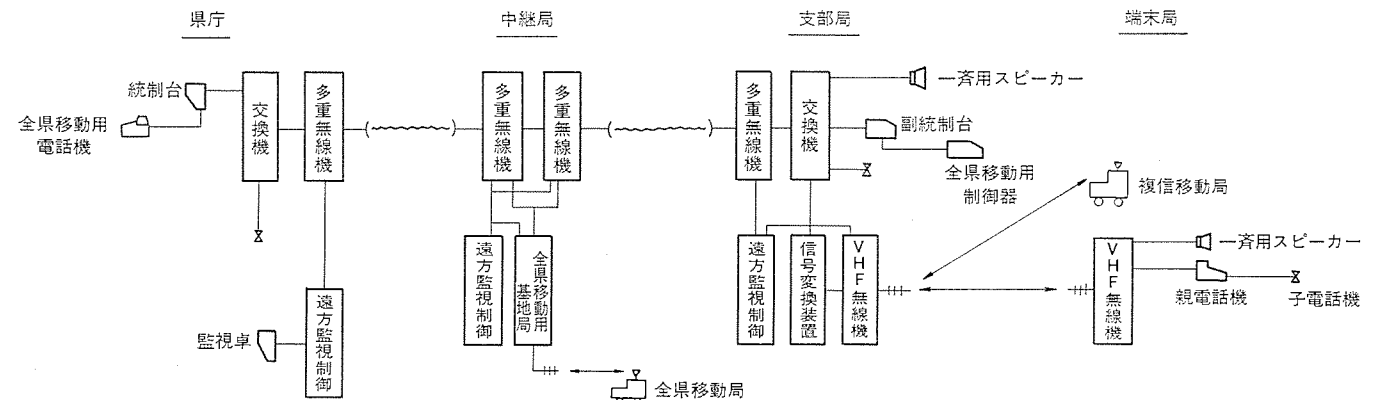 県庁
中継局
支部局
端末局
統制台
全県移動用
電話機
交換機
多重無線機
多重無線機
多重無線機
多重無線機
交換機
一斉用スピーカー
副統制台
全県移動用
制御器
複信移動局
遠方監視制御
全県移動用
基地局
遠方監視制御
信号変換装置
VHF無線機
VHF無線機
一斉用スピーカー
親電話機
子電話機
監視卓
遠方監視制御
全県移動局